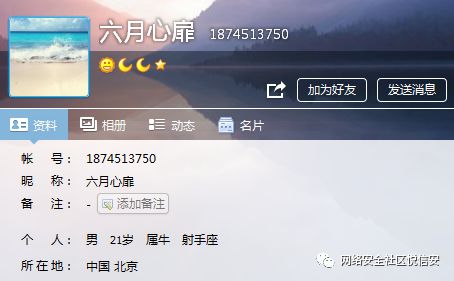 六月心扉 1874513750
加为好友 发送消息
资料 相册 动态 名片
帐 号： 1874513750
昵 称： 六月心扉
备 注： - 添加备注
个 人： 男 21岁 属牛 射手座
所在地： 中国 北京
网络安全社区悦信安